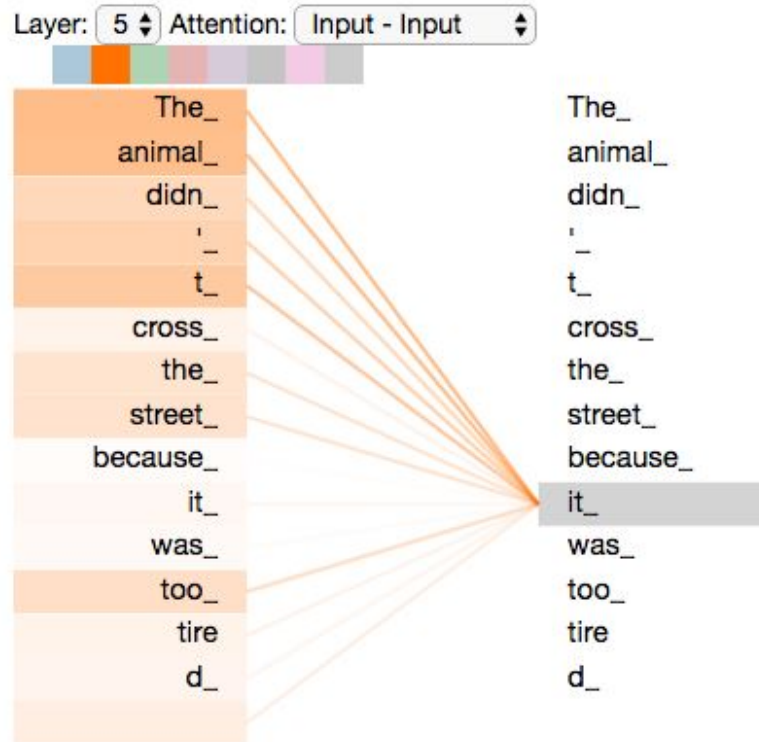 Layer: 5 Attention: Input - Input
The_ The_
animal_ animal_
didn_ didn_
'_ '_
t_ t_
cross_ cross_
the_ the_
street_ street_
because_ because_
it_ it_
was_ was_
too_ too_
tire tire
d_ d_